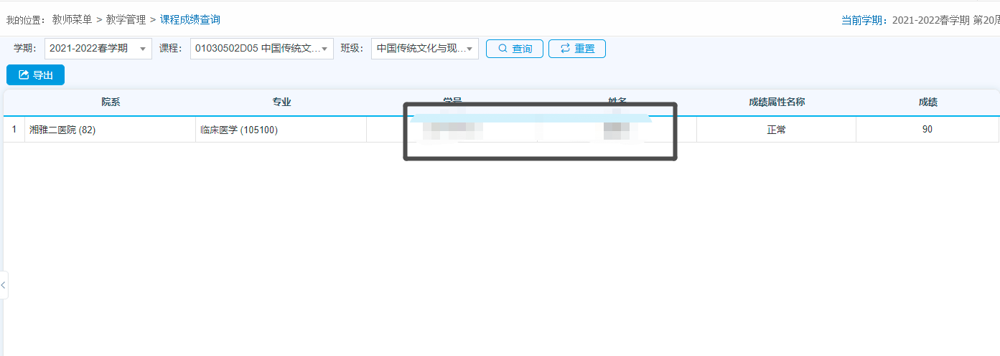 我的位置： 教师菜单 > 教学管理 > 课程成绩查询 当前学期：2021-2022春学期 第20周
学期： 2021-2022春学期 课程： 01030502D05 中国传统文... 班级： 中国传统文化与现... 查询 重置
导出
院系 专业 学号 姓名 成绩属性名称 成绩
1 湘雅二医院 (82) 临床医学 (105100) 正常 90